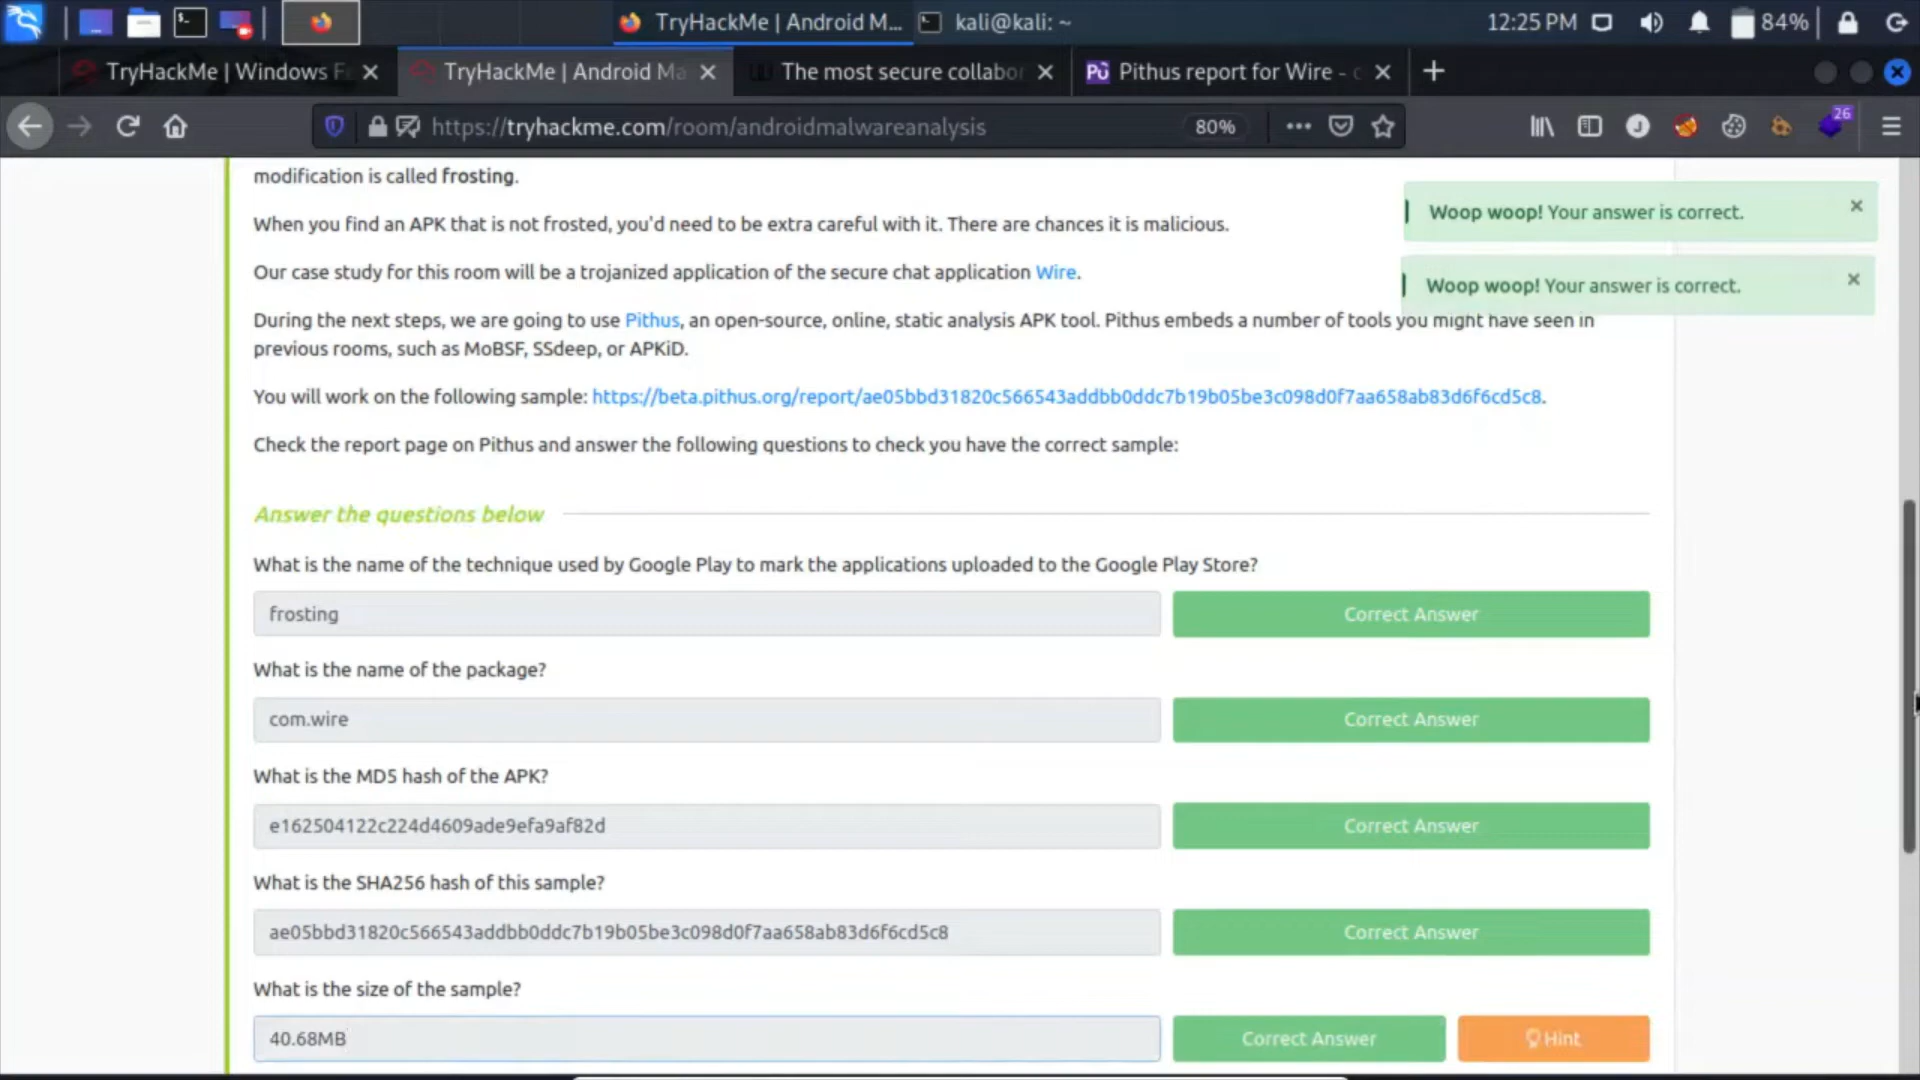 TryHackMe | Android M...
kali@kali: ~
12:25 PM
84%
TryHackMe | Windows F
TryHackMe | Android Ma
The most secure collabor
Pithus report for Wire - c
https://tryhackme.com/room/androidmalwareanalysis
80%
26
modification is called frosting.
Woop woop! Your answer is correct.
When you find an APK that is not frosted, you'd need to be extra careful with it. There are chances it is malicious.
Our case study for this room will be a trojanized application of the secure chat application Wire.
Woop woop! Your answer is correct.
During the next steps, we are going to use Pithus, an open-source, online, static analysis APK tool. Pithus embeds a number of tools you might have seen in
previous rooms, such as MoBSF, SSdeep, or APKiD.
You will work on the following sample: https://beta.pithus.org/report/ae05bbd31820c566543addbb0ddc7b19b05be3c098d0f7aa658ab83d6f6cd5c8.
Check the report page on Pithus and answer the following questions to check you have the correct sample:
Answer the questions below
What is the name of the technique used by Google Play to mark the applications uploaded to the Google Play Store?
frosting
Correct Answer
What is the name of the package?
com.wire
Correct Answer
What is the MD5 hash of the APK?
e162504122c224d4609ade9efa9af82d
Correct Answer
What is the SHA256 hash of this sample?
ae05bbd31820c566543addbb0ddc7b19b05be3c098d0f7aa658ab83d6f6cd5c8
Correct Answer
What is the size of the sample?
40.68MB
Correct Answer
Hint